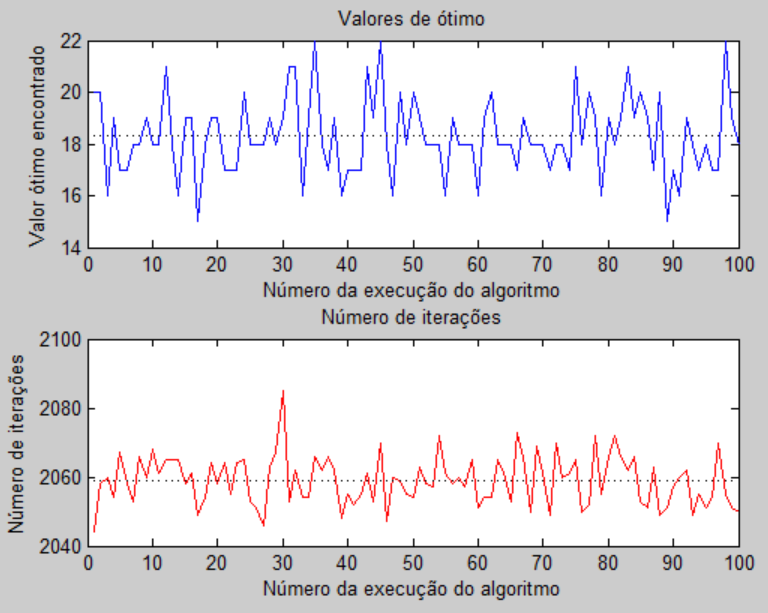 Valores de ótimo
Valor ótimo encontrado
22
20
18
16
14
0 10 20 30 40 50 60 70 80 90 100
Número da execução do algoritmo
Número de iterações
Número de iterações
2100
2080
2060
2040
0 10 20 30 40 50 60 70 80 90 100
Número da execução do algoritmo